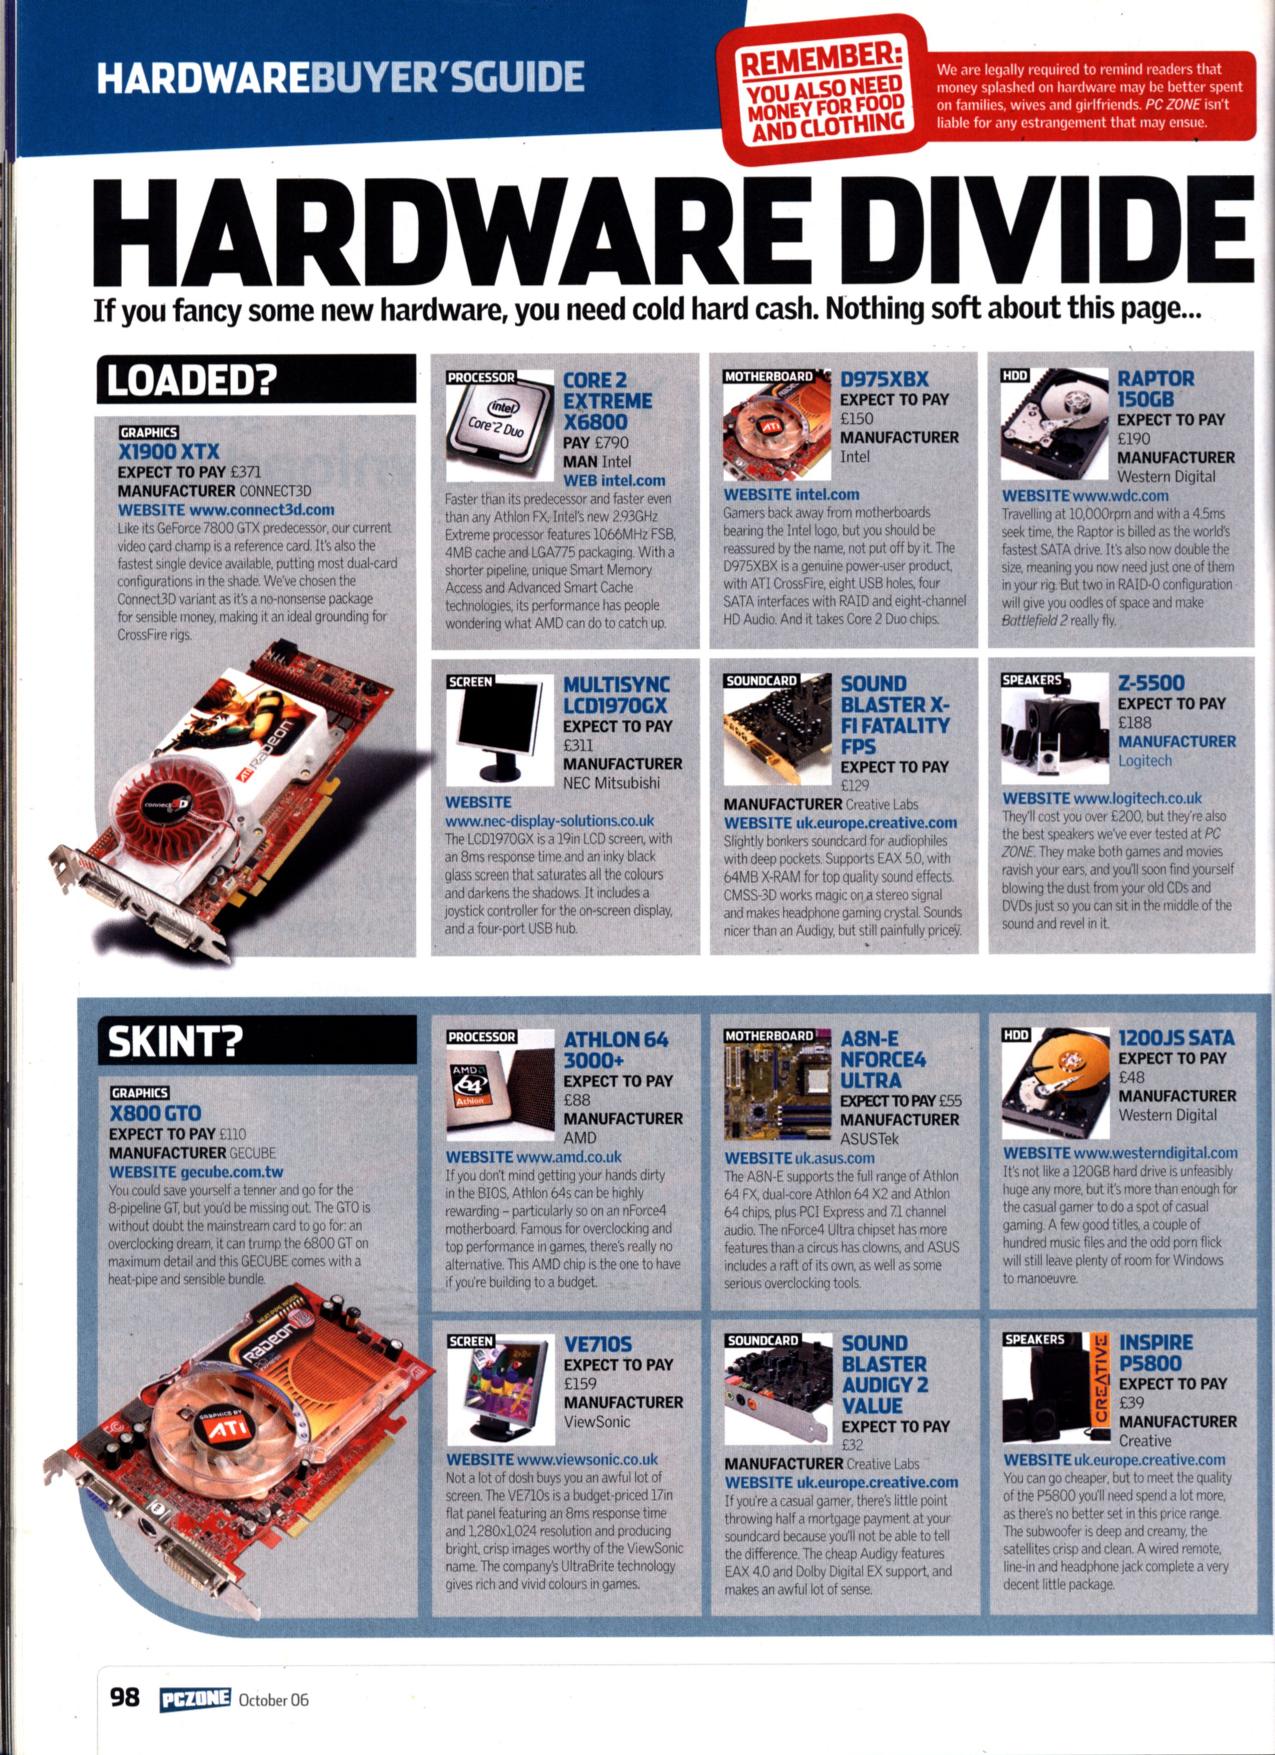 HARDWAREBUYER'SGUIDE
REMEMBER:
YOU ALSO NEED
MONEY FOR FOOD
AND CLOTHING
We are legally required to remind readers that
money splashed on hardware may be better spent
on families, wives and girlfriends. PC ZONE isn't
liable for any estrangement that may ensue.
HARDWARE DIVIDE
If you fancy some new hardware, you need cold hard cash. Nothing soft about this page...
LOADED?
GRAPHICS
X1900 XTX
EXPECT TO PAY £371
MANUFACTURER CONNECT3D
WEBSITE www.connect3d.com
Like its GeForce 7800 GTX predecessor, our current
video card champ is a reference card. It's also the
fastest single device available, putting most dual-card
configurations in the shade. We've chosen the
Connect3D variant as it's a no-nonsense package
for sensible money, making it an ideal grounding for
CrossFire rigs.
ATI RADEON
connect3D
PROCESSOR
intel
Core 2 Duo
CORE 2
EXTREME
X6800
PAY £790
MAN Intel
WEB intel.com
Faster than its predecessor and faster even
than any Athlon FX, Intel's new 2.93GHz
Extreme processor features 1066MHz FSB,
4MB cache and LGA775 packaging. With a
shorter pipeline, unique Smart Memory
Access and Advanced Smart Cache
technologies, its performance has people
wondering what AMD can do to catch up.
MOTHERBOARD
ATI
D975XBX
EXPECT TO PAY
£150
MANUFACTURER
Intel
WEBSITE intel.com
Gamers back away from motherboards
bearing the Intel logo, but you should be
reassured by the name, not put off by it. The
D975XBX is a genuine power-user product,
with ATI CrossFire, eight USB holes, four
SATA interfaces with RAID and eight-channel
HD Audio. And it takes Core 2 Duo chips.
HDD
RAPTOR
150GB
EXPECT TO PAY
£190
MANUFACTURER
Western Digital
WEBSITE www.wdc.com
Travelling at 10,000rpm and with a 4.5ms
seek time, the Raptor is billed as the world's
fastest SATA drive. It's also now double the
size, meaning you now need just one of them
in your rig. But two in RAID-0 configuration
will give you oodles of space and make
Battlefield 2 really fly.
SCREEN
MULTISYNC
LCD1970GX
EXPECT TO PAY
£311
MANUFACTURER
NEC Mitsubishi
WEBSITE
www.nec-display-solutions.co.uk
The LCD1970GX is a 19in LCD screen, with
an 8ms response time and an inky black
glass screen that saturates all the colours
and darkens the shadows. It includes a
joystick controller for the on-screen display,
and a four-port USB hub.
SOUNDCARD
SOUND
BLASTER X-
FI FATAL1TY
FPS
EXPECT TO PAY
£129
MANUFACTURER Creative Labs
WEBSITE uk.europe.creative.com
Slightly bonkers soundcard for audiophiles
with deep pockets. Supports EAX 5.0, with
64MB X-RAM for top quality sound effects.
CMSS-3D works magic on a stereo signal
and makes headphone gaming crystal. Sounds
nicer than an Audigy, but still painfully pricey.
SPEAKERS
Z-5500
EXPECT TO PAY
£188
MANUFACTURER
Logitech
WEBSITE www.logitech.co.uk
They'll cost you over £200, but they're also
the best speakers we've ever tested at PC
ZONE. They make both games and movies
ravish your ears, and you'll soon find yourself
blowing the dust from your old CDs and
DVDs just so you can sit in the middle of the
sound and revel in it.
SKINT?
GRAPHICS
X800 GTO
EXPECT TO PAY £110
MANUFACTURER GECUBE
WEBSITE gecube.com.tw
You could save yourself a tenner and go for the
8-pipeline GT, but you'd be missing out. The GTO is
without doubt the mainstream card to go for: an
overclocking dream, it can trump the 6800 GT on
maximum detail and this GECUBE comes with a
heat-pipe and sensible bundle.
RADEON
GRAPHICS BY
ATI
PROCESSOR
AMD
64
Athlon
ATHLON 64
3000+
EXPECT TO PAY
£88
MANUFACTURER
AMD
WEBSITE www.amd.co.uk
If you don't mind getting your hands dirty
in the BIOS, Athlon 64s can be highly
rewarding – particularly so on an nForce4
motherboard. Famous for overclocking and
top performance in games, there's really no
alternative. This AMD chip is the one to have
if you're building to a budget.
MOTHERBOARD
A8N-E
NFORCE4
ULTRA
EXPECT TO PAY £55
MANUFACTURER
ASUSTek
WEBSITE uk.asus.com
The A8N-E supports the full range of Athlon
64 FX, dual-core Athlon 64 X2 and Athlon
64 chips, plus PCI Express and 7.1 channel
audio. The nForce4 Ultra chipset has more
features than a circus has clowns, and ASUS
includes a raft of its own, as well as some
serious overclocking tools.
HDD
1200JS SATA
EXPECT TO PAY
£48
MANUFACTURER
Western Digital
WEBSITE www.westerndigital.com
It's not like a 120GB hard drive is unfeasibly
huge any more, but it's more than enough for
the casual gamer to do a spot of casual
gaming. A few good titles, a couple of
hundred music files and the odd porn flick
will still leave plenty of room for Windows
to manoeuvre.
SCREEN
VE710S
EXPECT TO PAY
£159
MANUFACTURER
ViewSonic
WEBSITE www.viewsonic.co.uk
Not a lot of dosh buys you an awful lot of
screen. The VE710s is a budget-priced 17in
flat panel featuring an 8ms response time
and 1,280x1,024 resolution and producing
bright, crisp images worthy of the ViewSonic
name. The company's UltraBrite technology
gives rich and vivid colours in games.
SOUNDCARD
SOUND
BLASTER
AUDIGY 2
VALUE
EXPECT TO PAY
£32
MANUFACTURER Creative Labs
WEBSITE uk.europe.creative.com
If you're a casual gamer, there's little point
throwing half a mortgage payment at your
soundcard because you'll not be able to tell
the difference. The cheap Audigy features
EAX 4.0 and Dolby Digital EX support, and
makes an awful lot of sense.
SPEAKERS
CREATIVE
INSPIRE
P5800
EXPECT TO PAY
£39
MANUFACTURER
Creative
WEBSITE uk.europe.creative.com
You can go cheaper, but to meet the quality
of the P5800 you'll need spend a lot more,
as there's no better set in this price range.
The subwoofer is deep and creamy, the
satellites crisp and clean. A wired remote,
line-in and headphone jack complete a very
decent little package.
98 PCZONE October 06